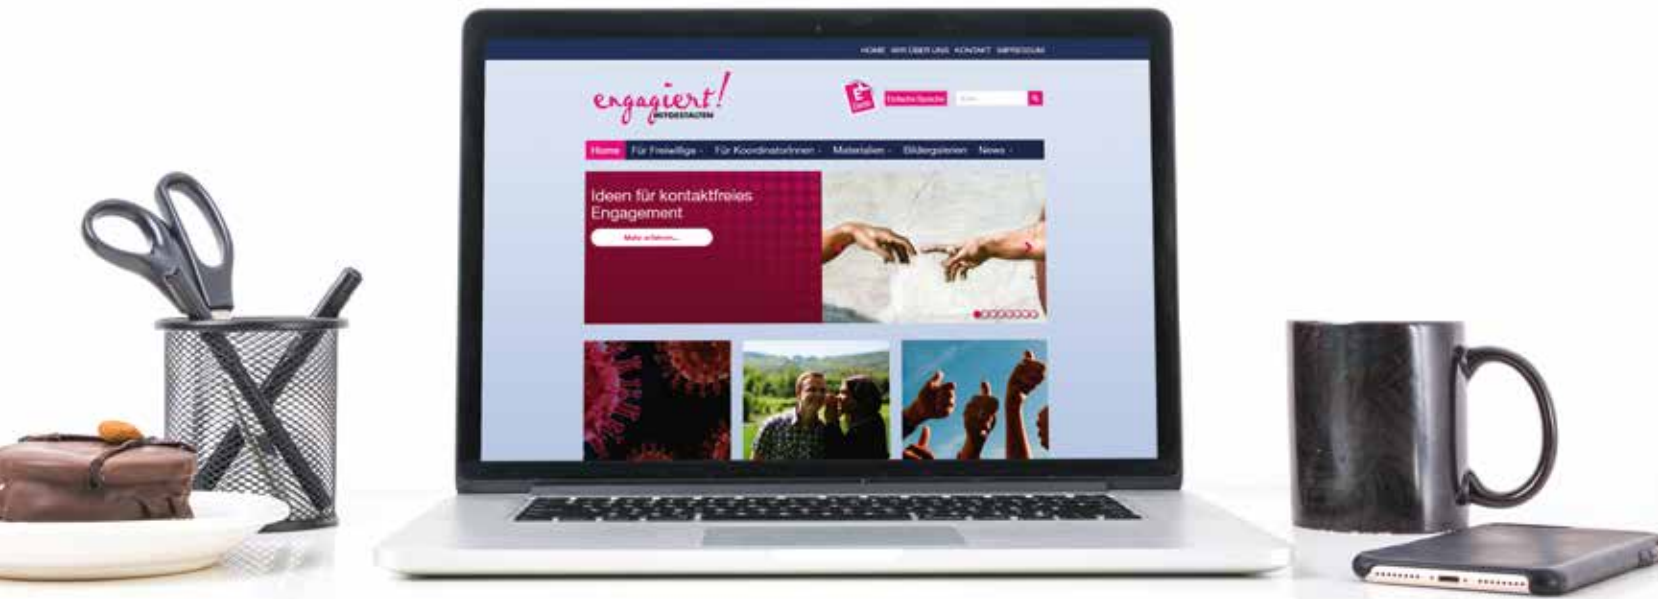 HOME WIR ÜBER UNS KONTAKT IMPRESSUM
engagiert!
MITGESTALTEN
Einfache Sprache
Home Für Freiwillige Für KoordinatorInnen Materialien Bildergalerien News
Ideen für kontaktfreies
Engagement
Mehr erfahren...